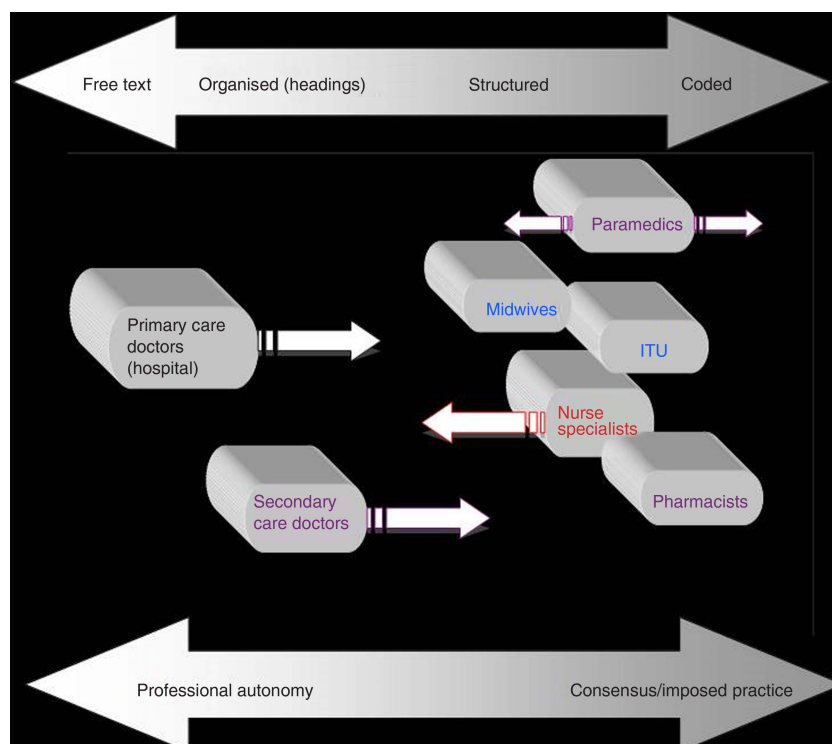 Free text
Organised (headings)
Structured
Coded
Paramedics
Midwives
ITU
Primary care
doctors
(hospital)
Nurse
specialists
Secondary
care doctors
Pharmacists
Professional autonomy
Consensus/imposed practice